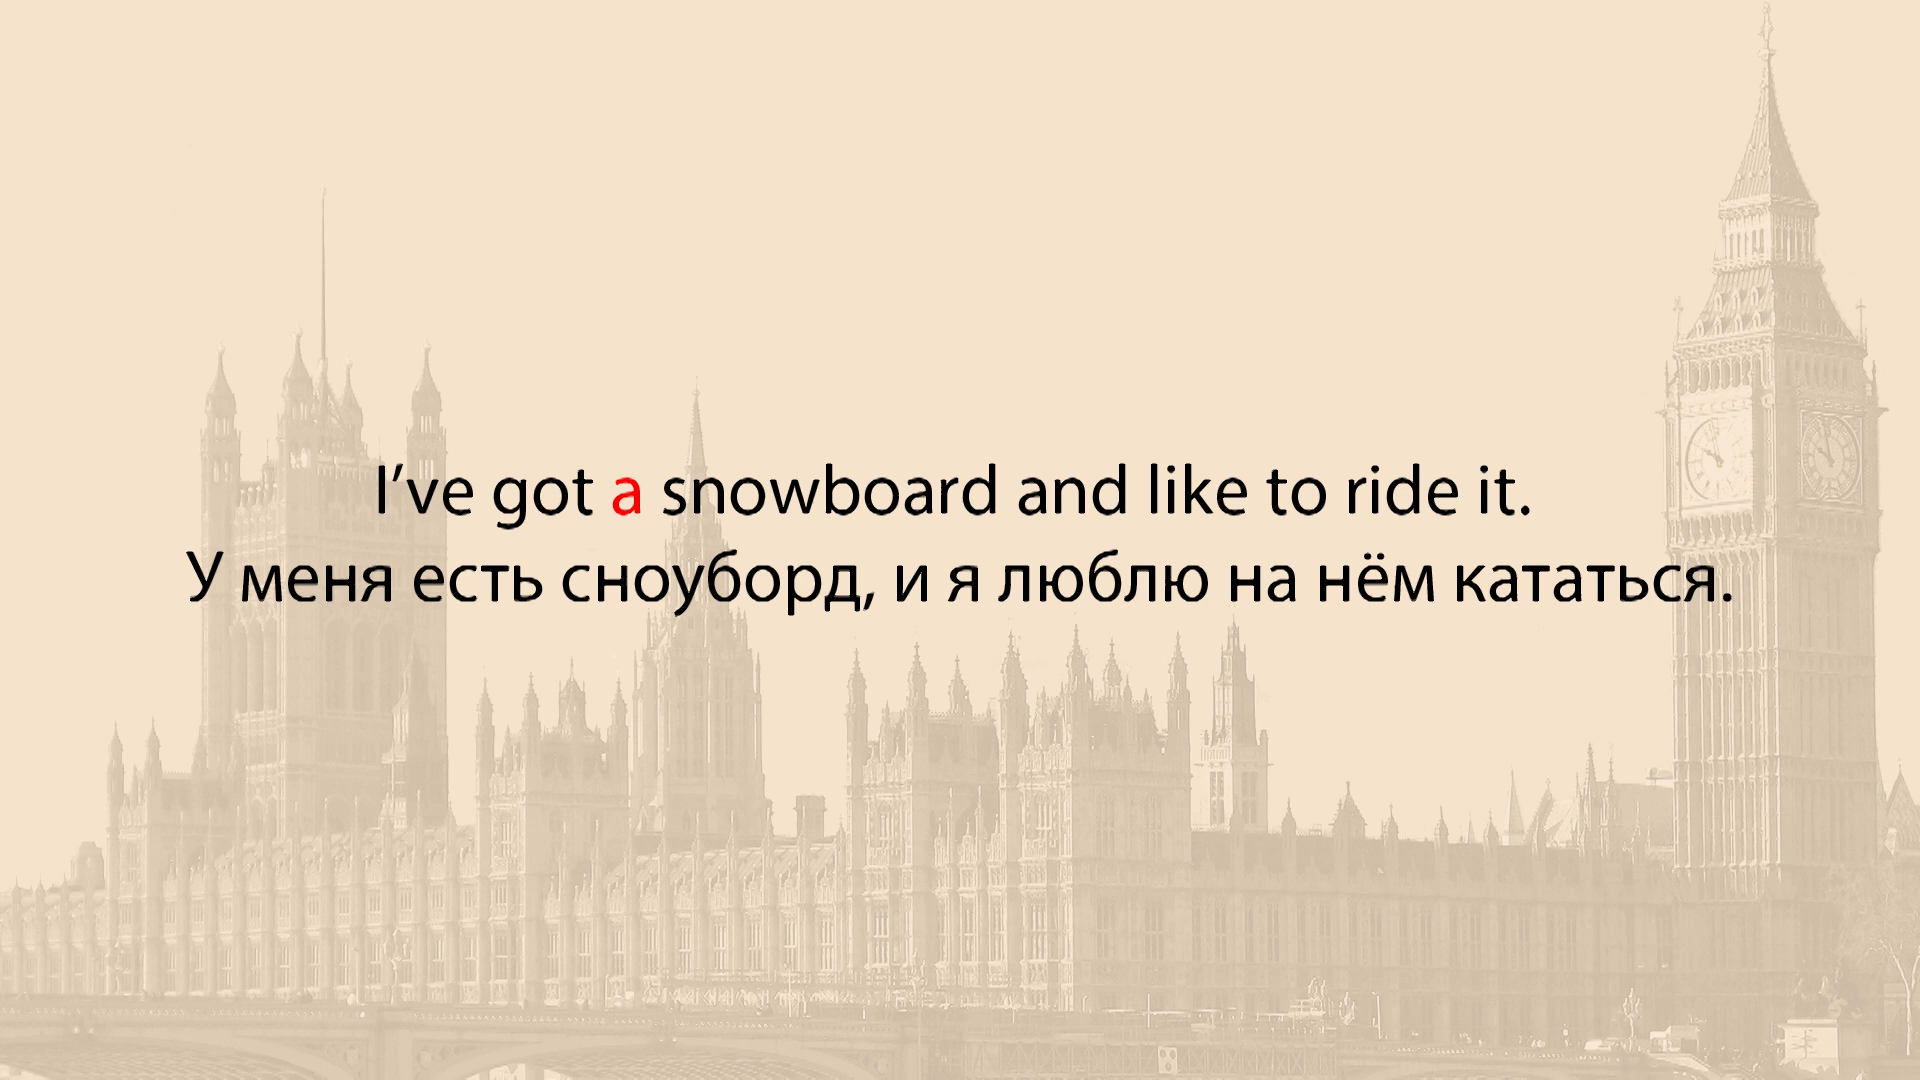 I’ve got a snowboard and like to ride it.
У меня есть сноуборд, и я люблю на нём кататься.